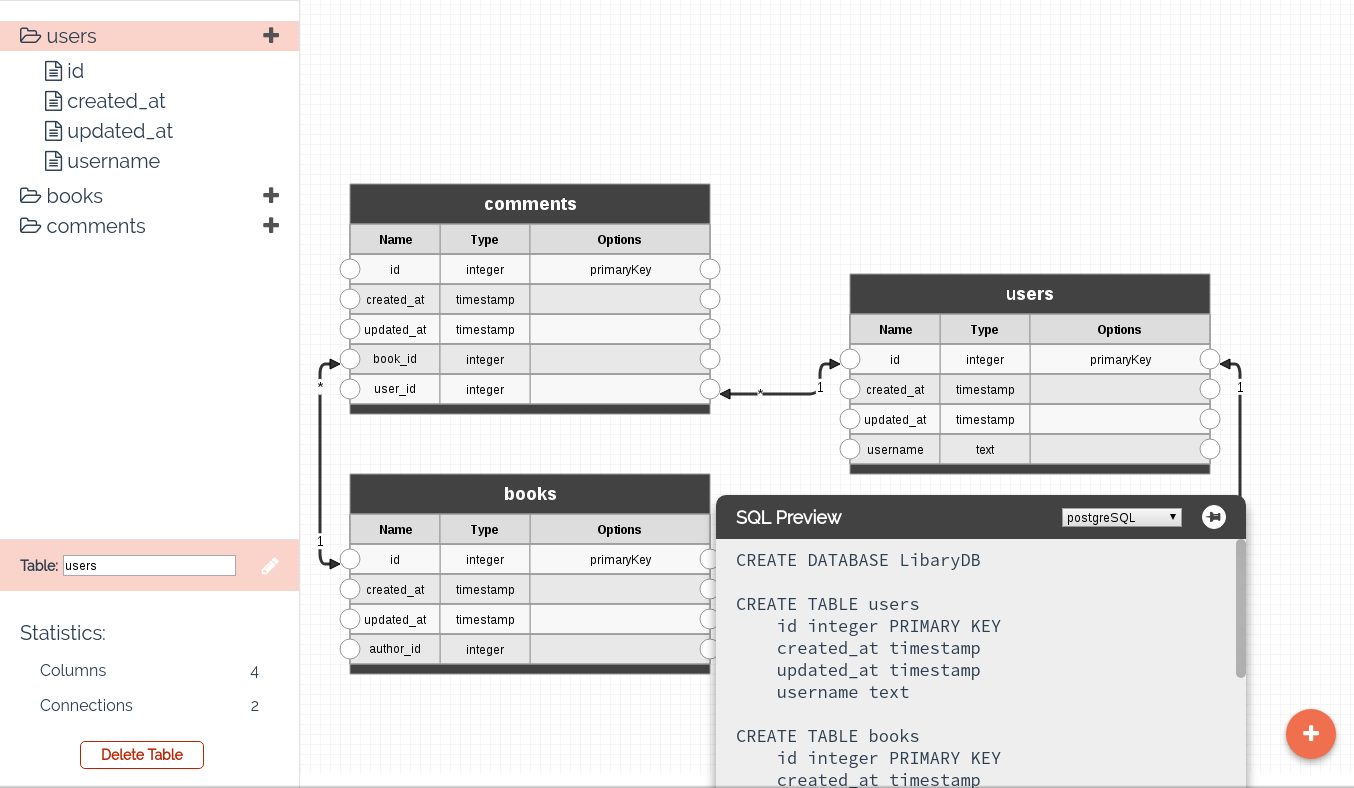 users
id
created_at
updated_at
username
books
comments
Table: users
Statistics:
Columns 4
Connections 2
Delete Table
comments
Name Type Options
id integer primaryKey
created_at timestamp
updated_at timestamp
book_id integer
user_id integer
*
1
* 1
users
Name Type Options
id integer primaryKey
created_at timestamp
updated_at timestamp
username text
1
books
Name Type Options
id integer primaryKey
created_at timestamp
updated_at timestamp
author_id integer
SQL Preview postgreSQL
CREATE DATABASE LibaryDB
CREATE TABLE users
id integer PRIMARY KEY
created_at timestamp
updated_at timestamp
username text
CREATE TABLE books
id integer PRIMARY KEY
created_at timestamp